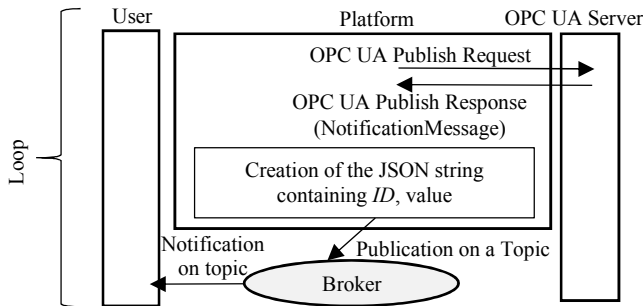 User
Platform
OPC UA Server
OPC UA Publish Request
OPC UA Publish Response
(NotificationMessage)
Loop
Creation of the JSON string
containing ID, value
Notification
on topic
Publication on a Topic
Broker